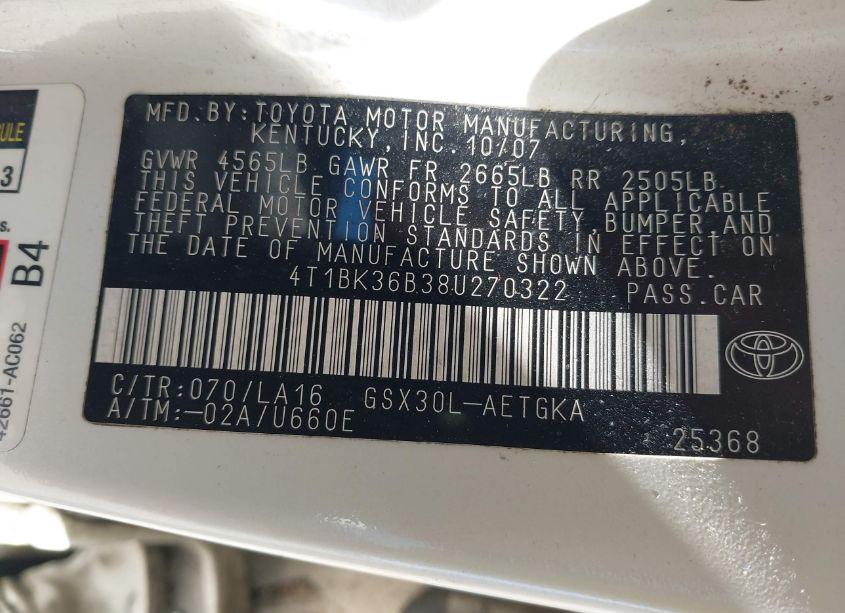 MFD.BY:TOYOTA MOTOR MANUFACTURING,
KENTUCKY, INC. 10/07
GVWR 4565LB GAWR FR 2665LB RR 2505LB
THIS VEHICLE CONFORMS TO ALL APPLICABLE
FEDERAL MOTOR VEHICLE SAFETY,BUMPER,AND
THEFT PREVENTION STANDARDS IN EFFECT ON
THE DATE OF MANUFACTURE SHOWN ABOVE.
4T1BK36B38U270322 PASS.CAR
C/TR:070/LA16 GSX30L-AETGKA
A/TM:-02A/U660E
25368
3
B4
42661-AC062